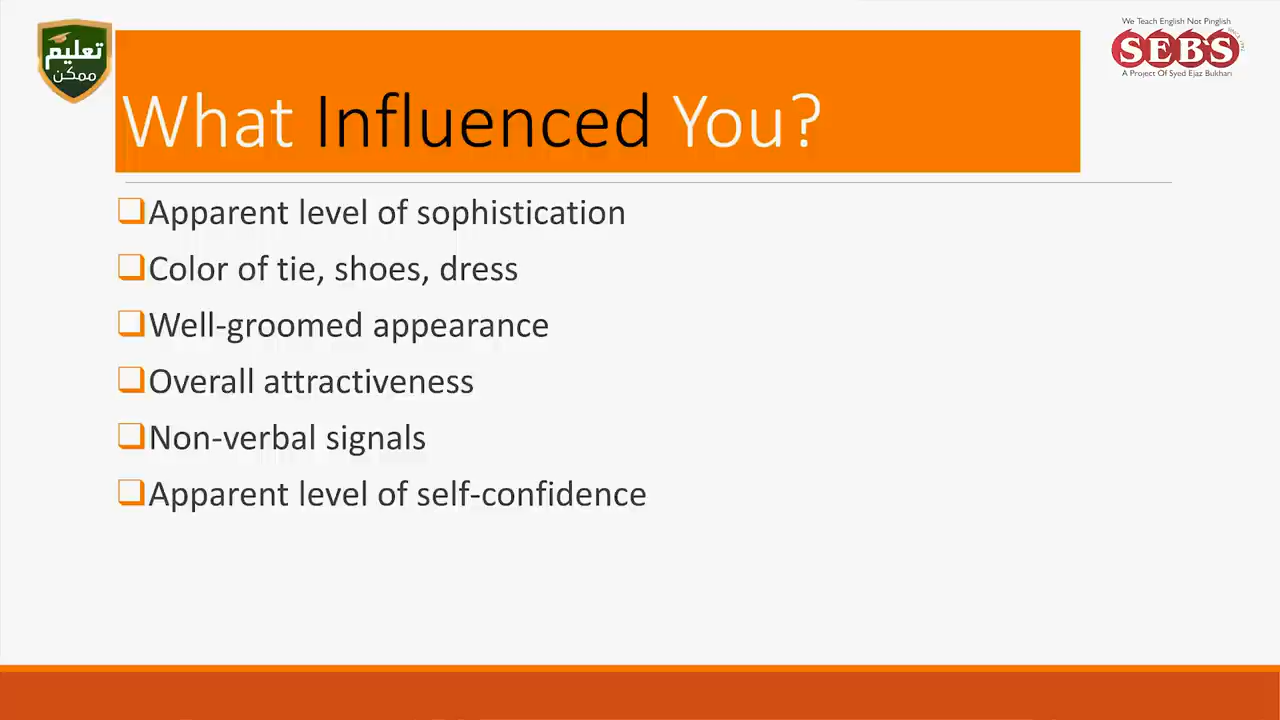 تعلیم
ممکن
We Teach English Not Pinglish
SEBS
A Project Of Syed Ejaz Bukhari
What Influenced You?
❑Apparent level of sophistication
❑Color of tie, shoes, dress
❑Well-groomed appearance
❑Overall attractiveness
❑Non-verbal signals
❑Apparent level of self-confidence